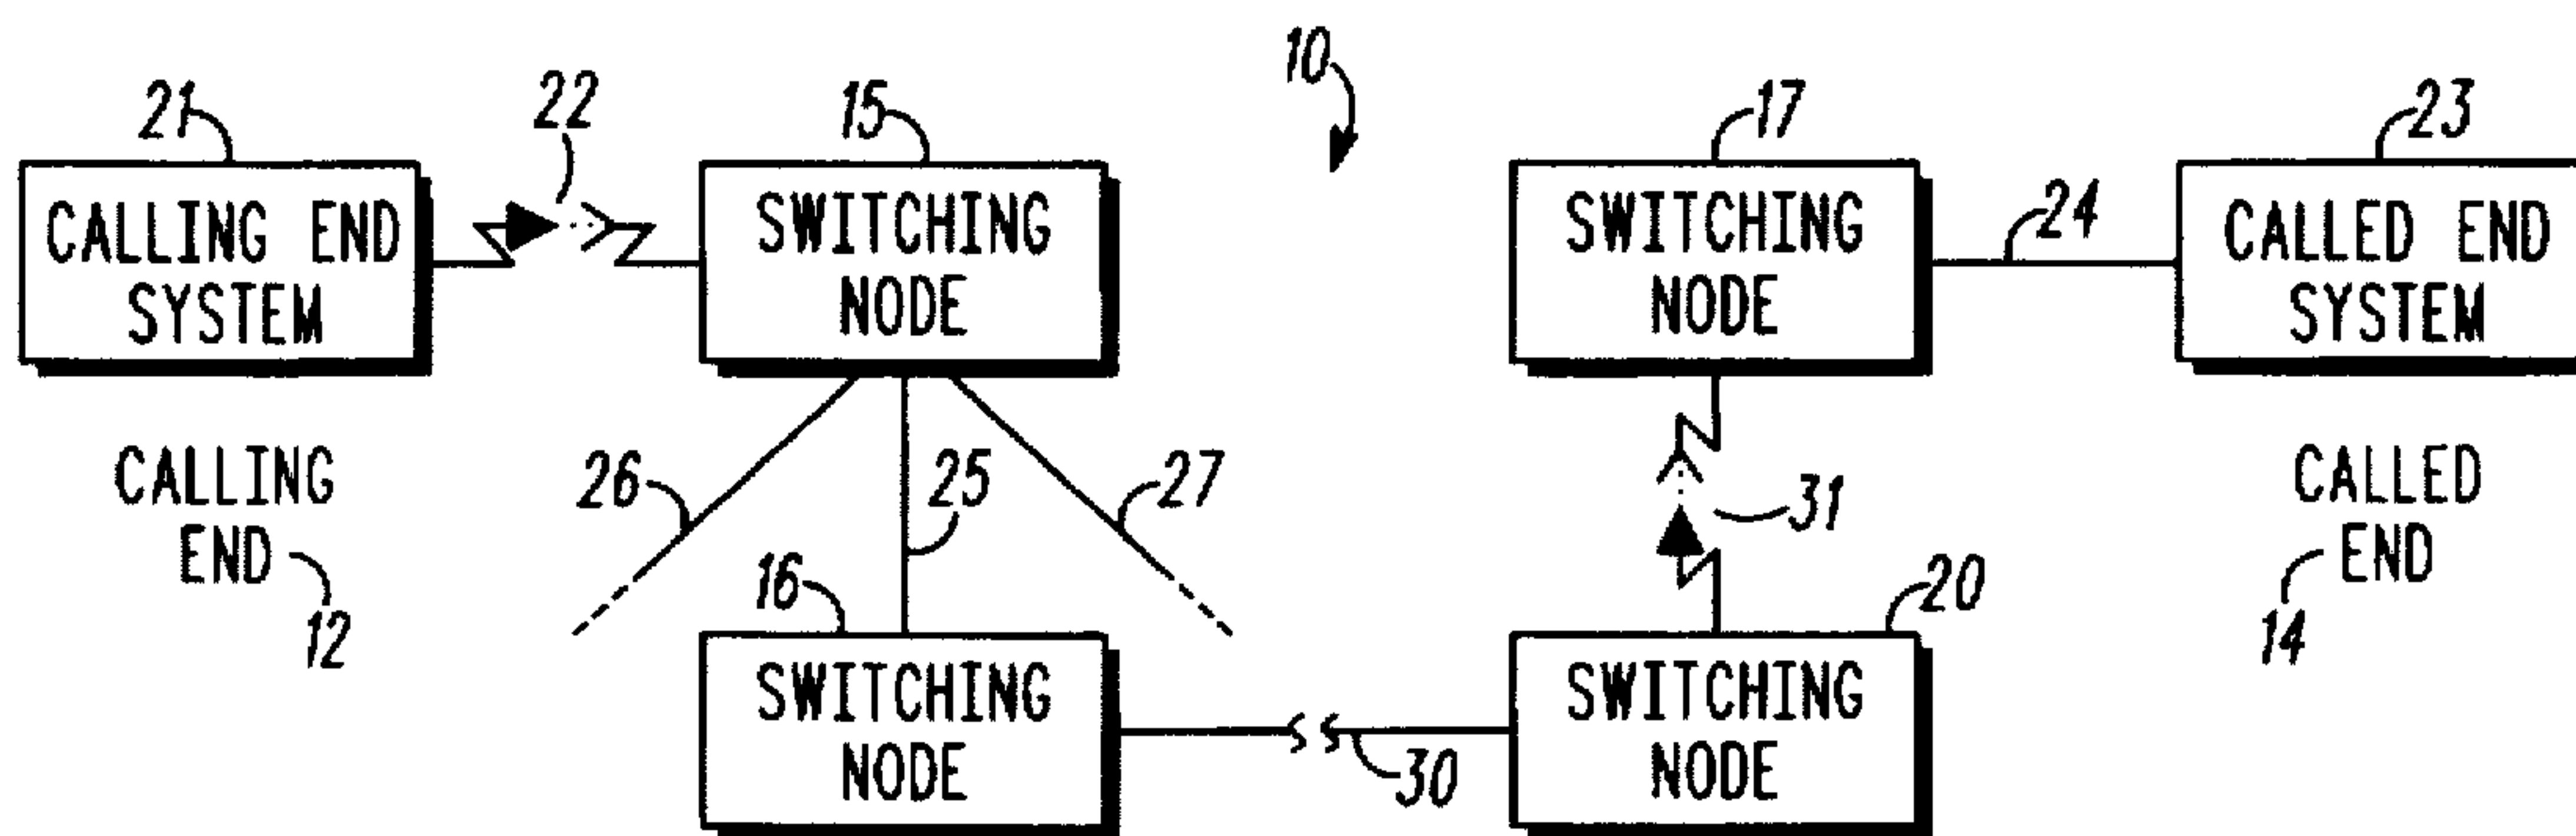 10
21
22
15
17
23
CALLING END
SYSTEM
SWITCHING
NODE
SWITCHING
NODE
24
CALLED END
SYSTEM
CALLING
END
12
26
25
27
31
CALLED
END
14
16
20
SWITCHING
NODE
30
SWITCHING
NODE